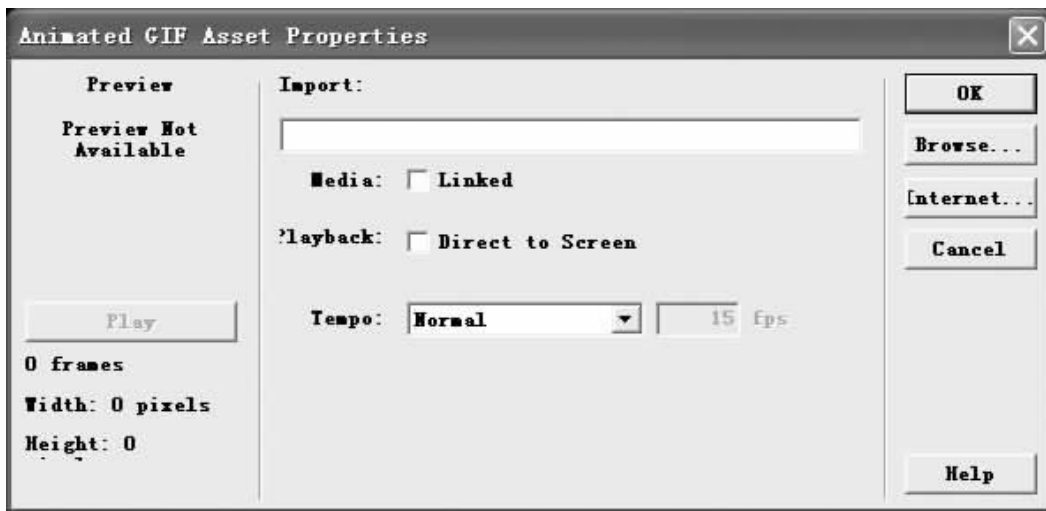 Animated GIF Asset Properties
Preview
Preview Not
Available
Play
0 frames
Width: 0 pixels
Height: 0
Import:
Media: Linked
Playback: Direct to Screen
Tempo: Normal 15 fps
OK
Browse...
Internet...
Cancel
Help